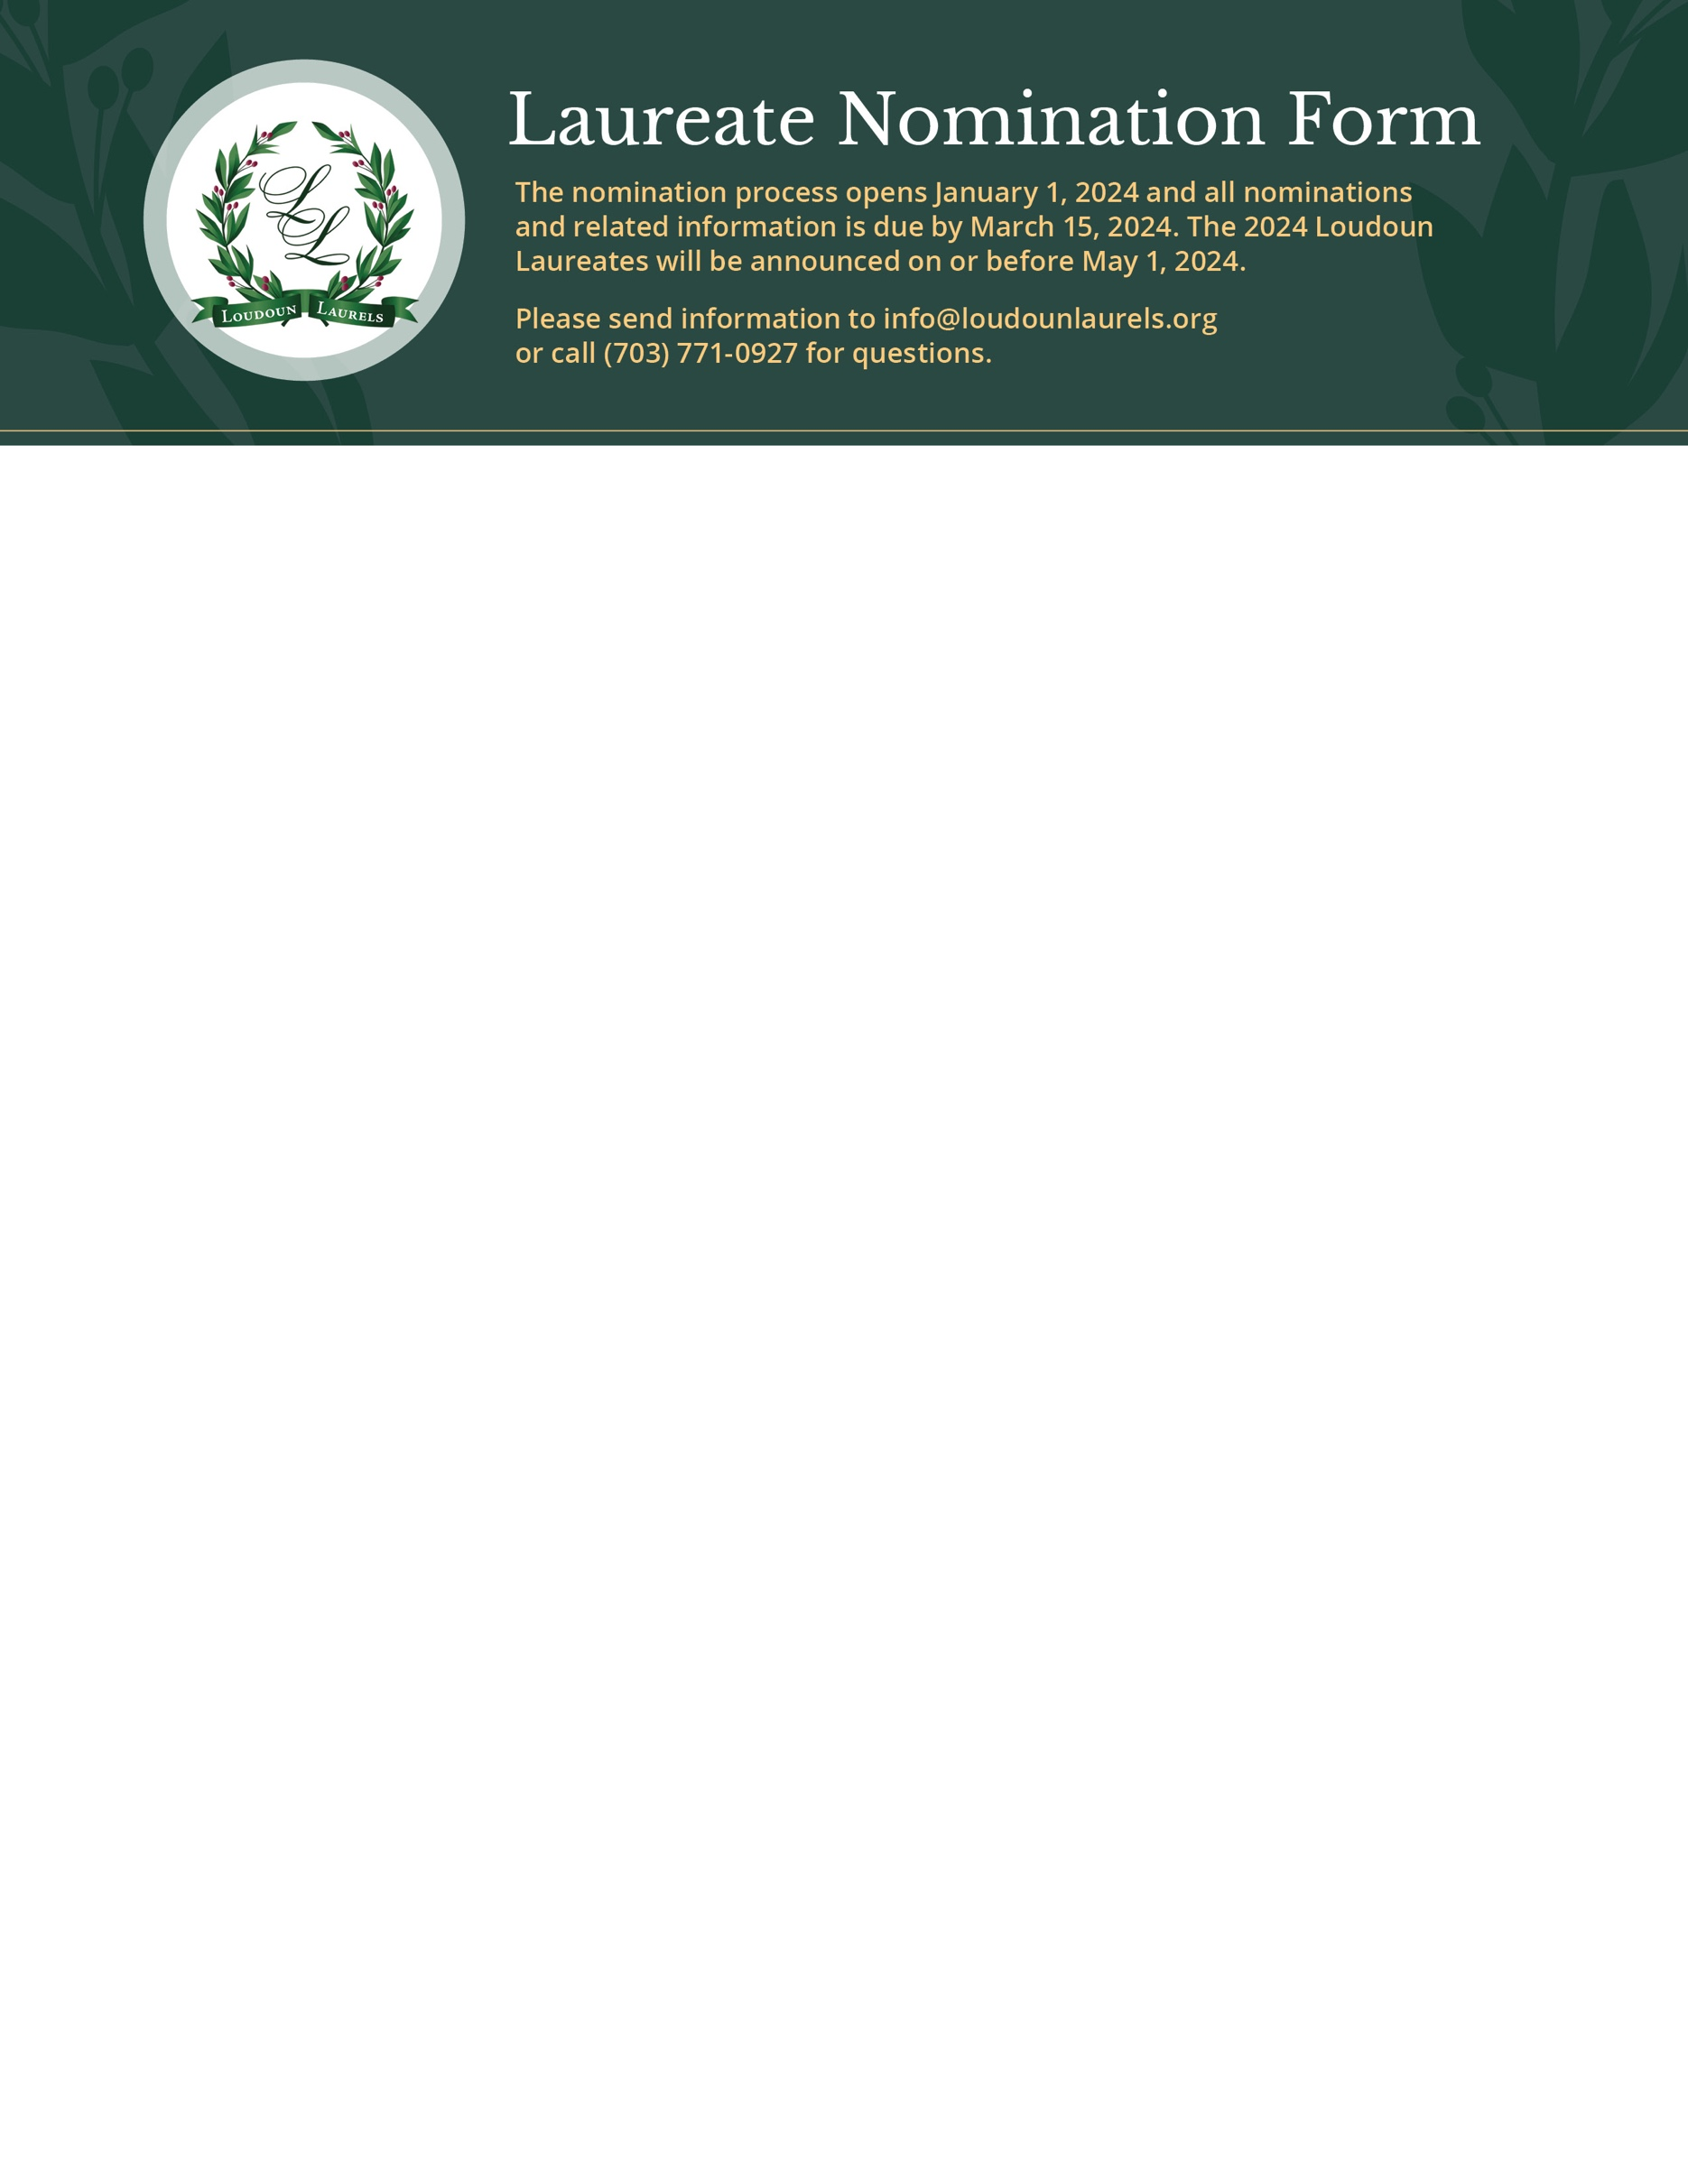 Laureate Nomination Form
The nomination process opens January 1, 2024 and all nominations
and related information is due by March 15, 2024. The 2024 Loudoun
Laureates will be announced on or before May 1, 2024.
Please send information to info@loudounlaurels.org
or call (703) 771-0927 for questions.
LL
LOUDOUN LAURELS